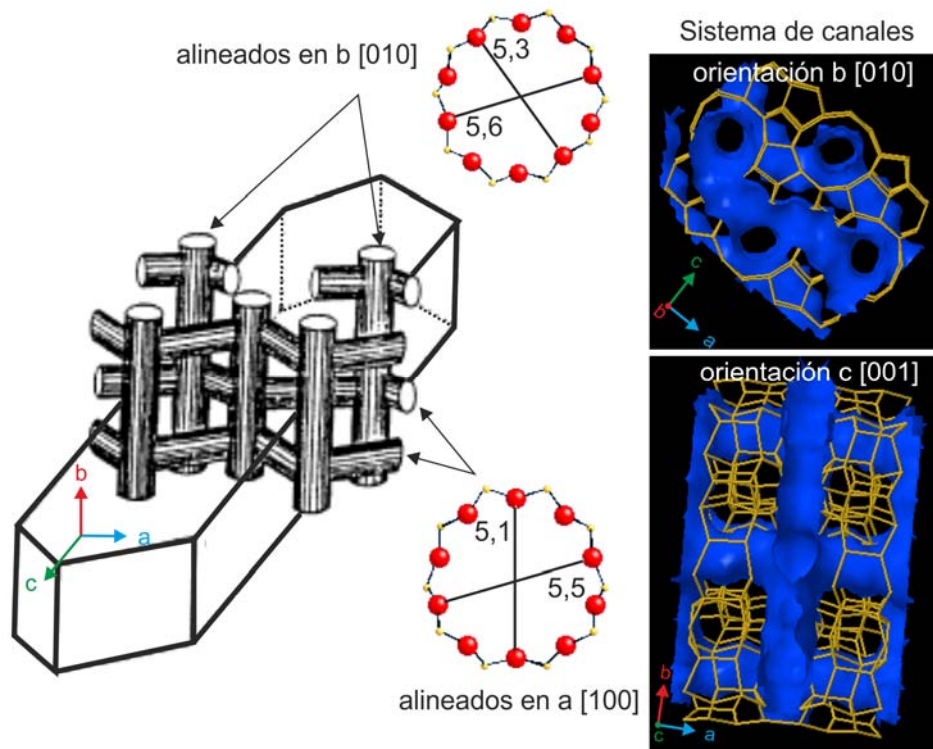 alineados en b [010]
5,3
5,6
b
a
c
5,1
5,5
alineados en a [100]
Sistema de canales
orientación b [010]
c
b
a
orientación c [001]
b
c
a